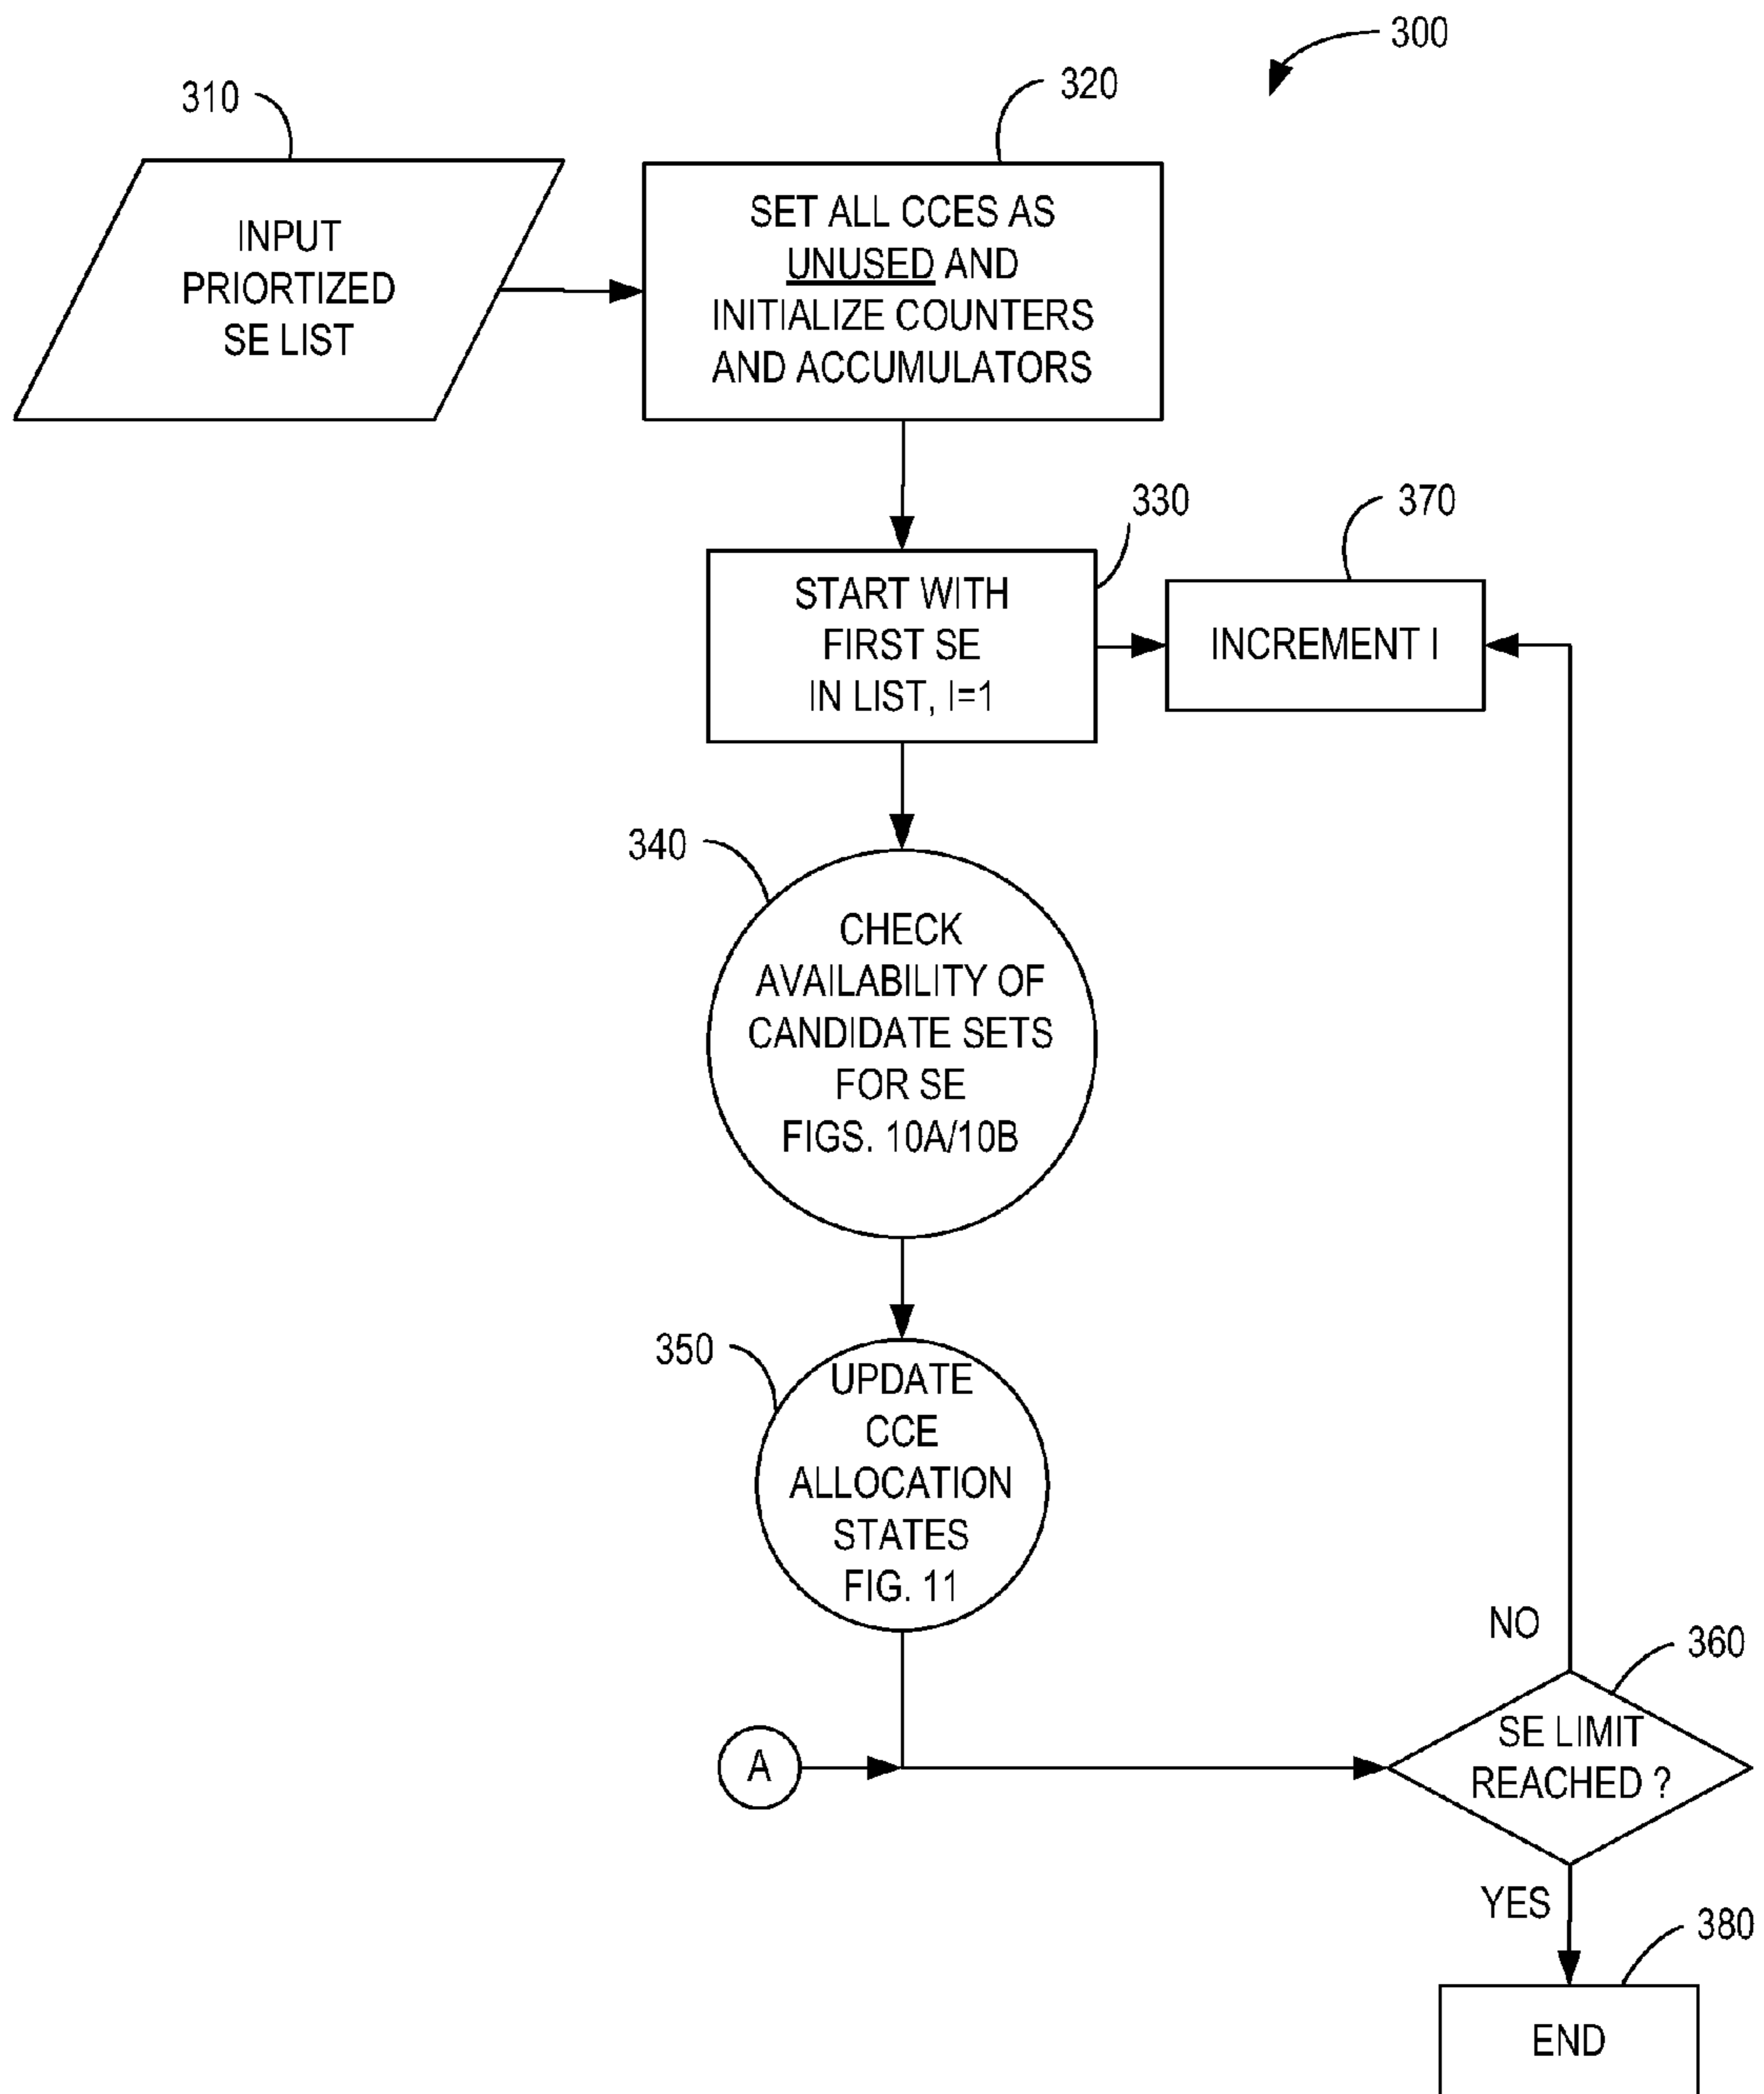 300
310
320
INPUT
PRIORTIZED
SE LIST
SET ALL CCES AS
UNUSED AND
INITIALIZE COUNTERS
AND ACCUMULATORS
330
370
START WITH
FIRST SE
IN LIST, I=1
INCREMENT I
340
CHECK
AVAILABILITY OF
CANDIDATE SETS
FOR SE
FIGS. 10A/10B
350
UPDATE
CCE
ALLOCATION
STATES
FIG. 11
NO
360
A
SE LIMIT
REACHED ?
YES
380
END